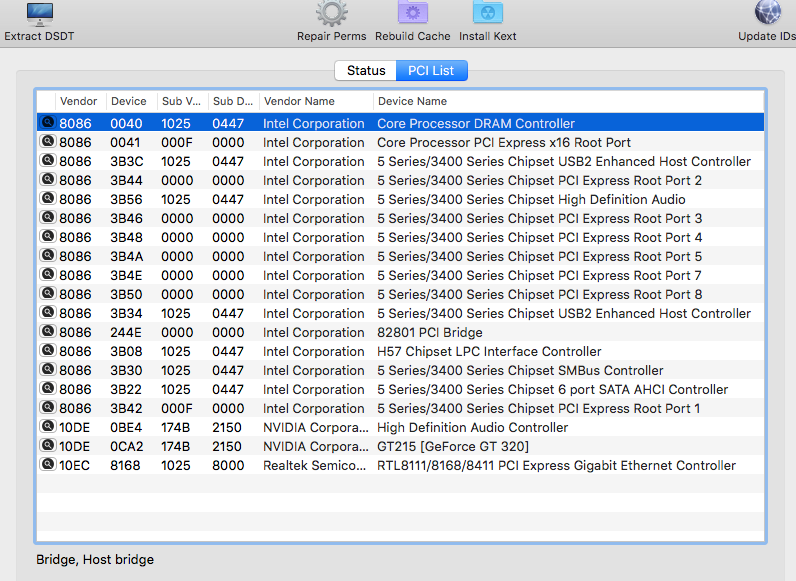 Extract DSDT Repair Perms Rebuild Cache Install Kext Update IDs
Status PCI List
Vendor Device Sub V... Sub D... Vendor Name Device Name
8086 0040 1025 0447 Intel Corporation Core Processor DRAM Controller
8086 0041 000F 0000 Intel Corporation Core Processor PCI Express x16 Root Port
8086 3B3C 1025 0447 Intel Corporation 5 Series/3400 Series Chipset USB2 Enhanced Host Controller
8086 3B44 0000 0000 Intel Corporation 5 Series/3400 Series Chipset PCI Express Root Port 2
8086 3B56 1025 0447 Intel Corporation 5 Series/3400 Series Chipset High Definition Audio
8086 3B46 0000 0000 Intel Corporation 5 Series/3400 Series Chipset PCI Express Root Port 3
8086 3B48 0000 0000 Intel Corporation 5 Series/3400 Series Chipset PCI Express Root Port 4
8086 3B4A 0000 0000 Intel Corporation 5 Series/3400 Series Chipset PCI Express Root Port 5
8086 3B4E 0000 0000 Intel Corporation 5 Series/3400 Series Chipset PCI Express Root Port 7
8086 3B50 0000 0000 Intel Corporation 5 Series/3400 Series Chipset PCI Express Root Port 8
8086 3B34 1025 0447 Intel Corporation 5 Series/3400 Series Chipset USB2 Enhanced Host Controller
8086 244E 0000 0000 Intel Corporation 82801 PCI Bridge
8086 3B08 1025 0447 Intel Corporation H57 Chipset LPC Interface Controller
8086 3B30 1025 0447 Intel Corporation 5 Series/3400 Series Chipset SMBus Controller
8086 3B22 1025 0447 Intel Corporation 5 Series/3400 Series Chipset 6 port SATA AHCI Controller
8086 3B42 000F 0000 Intel Corporation 5 Series/3400 Series Chipset PCI Express Root Port 1
10DE 0BE4 174B 2150 NVIDIA Corpora... High Definition Audio Controller
10DE 0CA2 174B 2150 NVIDIA Corpora... GT215 [GeForce GT 320]
10EC 8168 1025 8000 Realtek Semico... RTL8111/8168/8411 PCI Express Gigabit Ethernet Controller
Bridge, Host bridge